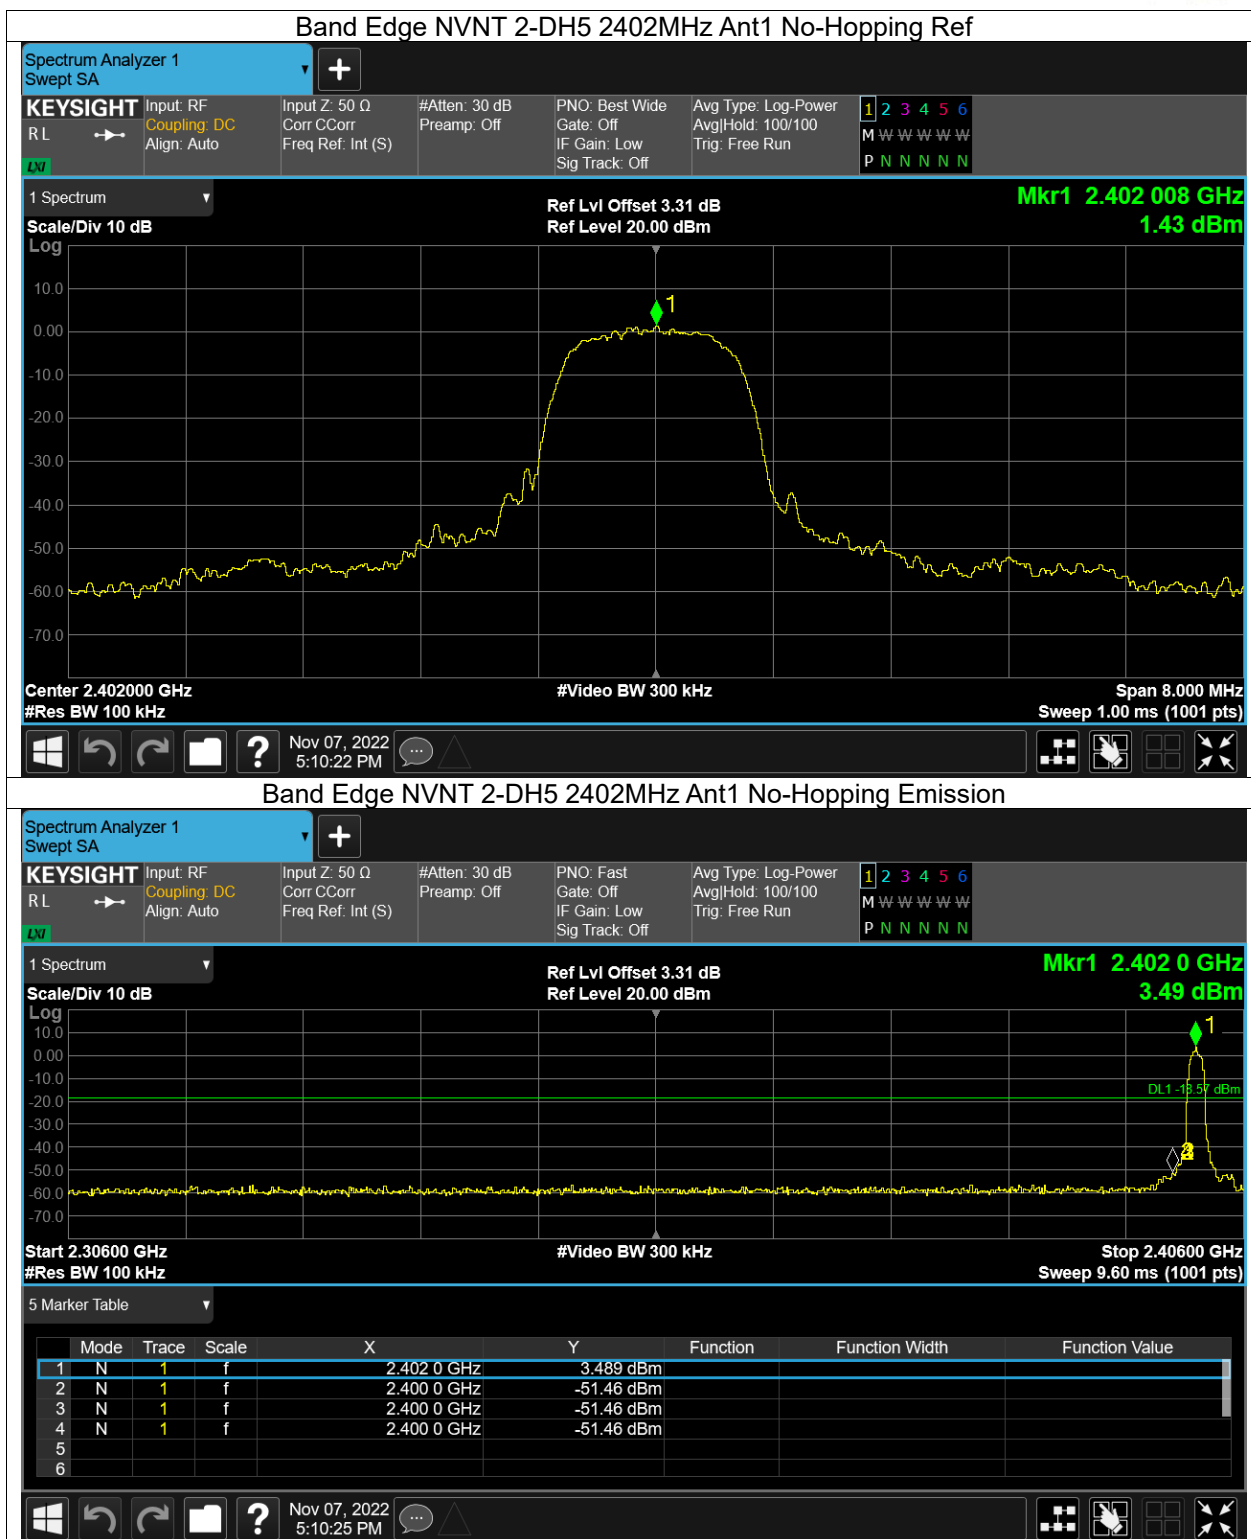 Band Edge NVNT 2-DH5 2402MHz Ant1 No-Hopping Ref
Spectrum Analyzer 1
Swept SA
KEYSIGHT
R L
LXI
Input: RF
Coupling: DC
Align: Auto
Input Z: 50 Ω
Corr CCorr
Freq Ref: Int (S)
#Atten: 30 dB
Preamp: Off
PNO: Best Wide
Gate: Off
IF Gain: Low
Sig Track: Off
Avg Type: Log-Power
Avg|Hold: 100/100
Trig: Free Run
1 2 3 4 5 6
M W W W W W
P N N N N N
1 Spectrum
Scale/Div 10 dB
Ref Lvl Offset 3.31 dB
Ref Level 20.00 dBm
Mkr1 2.402 008 GHz
1.43 dBm
Log
10.0
0.00
-10.0
-20.0
-30.0
-40.0
-50.0
-60.0
-70.0
1
Center 2.402000 GHz
#Res BW 100 kHz
#Video BW 300 kHz
Span 8.000 MHz
Sweep 1.00 ms (1001 pts)
Nov 07, 2022
5:10:22 PM
Band Edge NVNT 2-DH5 2402MHz Ant1 No-Hopping Emission
Spectrum Analyzer 1
Swept SA
KEYSIGHT
R L
LXI
Input: RF
Coupling: DC
Align: Auto
Input Z: 50 Ω
Corr CCorr
Freq Ref: Int (S)
#Atten: 30 dB
Preamp: Off
PNO: Fast
Gate: Off
IF Gain: Low
Sig Track: Off
Avg Type: Log-Power
Avg|Hold: 100/100
Trig: Free Run
1 2 3 4 5 6
M W W W W W
P N N N N N
1 Spectrum
Scale/Div 10 dB
Ref Lvl Offset 3.31 dB
Ref Level 20.00 dBm
Mkr1 2.402 0 GHz
3.49 dBm
Log
10.0
0.00
-10.0
-20.0
-30.0
-40.0
-50.0
-60.0
-70.0
1
DL1 -18.57 dBm
Start 2.30600 GHz
#Res BW 100 kHz
#Video BW 300 kHz
Stop 2.40600 GHz
Sweep 9.60 ms (1001 pts)
5 Marker Table
Mode Trace Scale X Y Function Function Width Function Value
1 N 1 f 2.402 0 GHz 3.489 dBm
2 N 1 f 2.400 0 GHz -51.46 dBm
3 N 1 f 2.400 0 GHz -51.46 dBm
4 N 1 f 2.400 0 GHz -51.46 dBm
5
6
Nov 07, 2022
5:10:25 PM